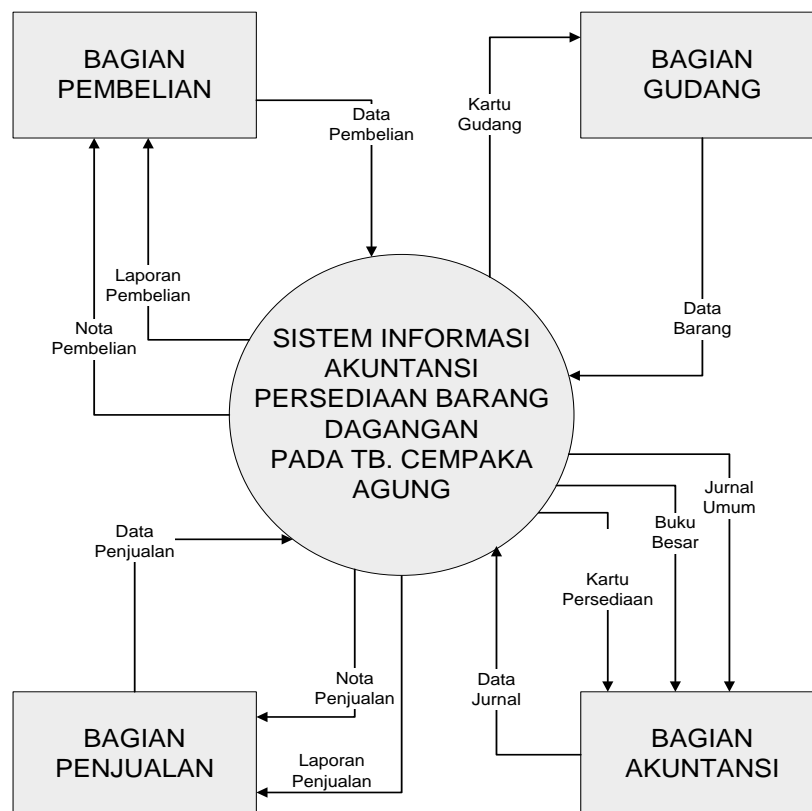 BAGIAN
PEMBELIAN
BAGIAN
GUDANG
Data
Pembelian
Kartu
Gudang
Laporan
Pembelian
Nota
Pembelian
Data
Barang
SISTEM INFORMASI
AKUNTANSI
PERSEDIAAN BARANG
DAGANGAN
PADA TB. CEMPAKA
AGUNG
Jurnal
Umum
Buku
Besar
Kartu
Persediaan
Data
Penjualan
Nota
Penjualan
Data
Jurnal
Laporan
Penjualan
BAGIAN
PENJUALAN
BAGIAN
AKUNTANSI